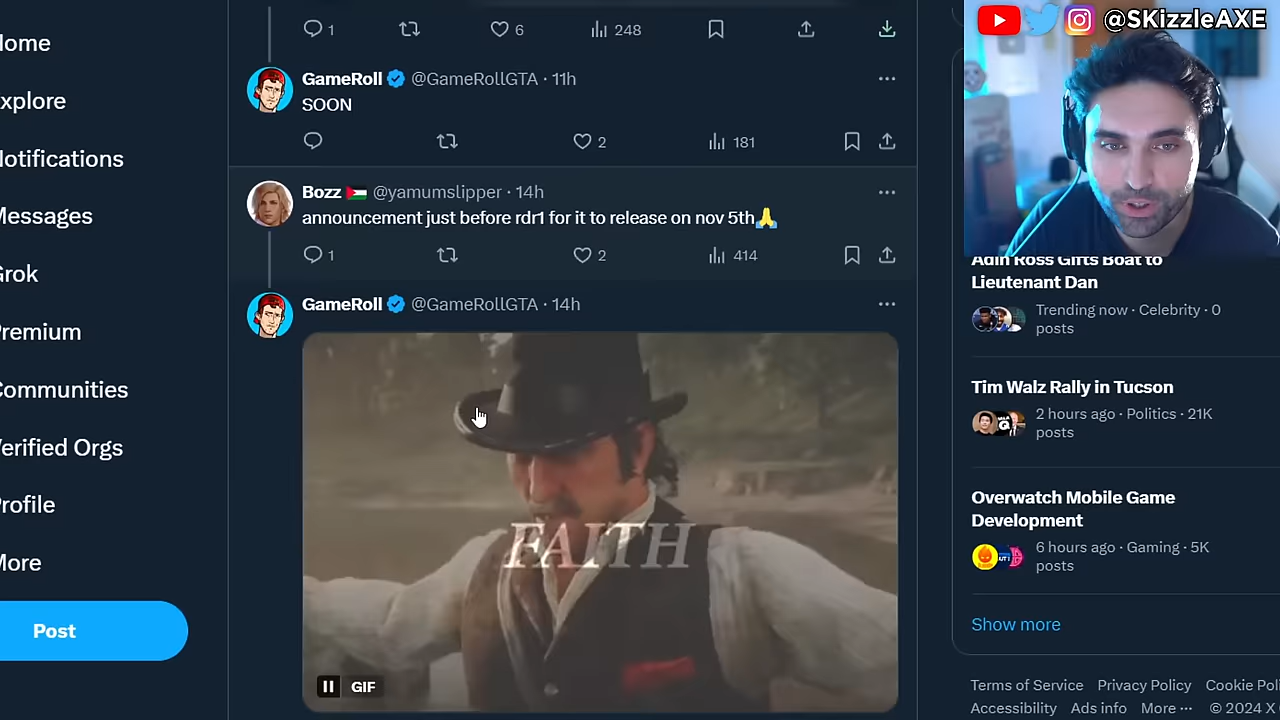 @SKizzleAXE
ome
xplore
otifications
essages
rok
remium
ommunities
erified Orgs
rofile
ore
Post
1
6
248
GameRoll @GameRollGTA · 11h
SOON
2
181
Bozz 🇵🇸 @yamumslipper · 14h
announcement just before rdr1 for it to release on nov 5th🙏
1
2
414
GameRoll @GameRollGTA · 14h
FAITH
GIF
Adin Ross Gifts Boat to
Lieutenant Dan
Trending now · Celebrity · 0
posts
Tim Walz Rally in Tucson
2 hours ago · Politics · 21K
posts
Overwatch Mobile Game
Development
6 hours ago · Gaming · 5K
posts
Show more
Terms of Service Privacy Policy Cookie Poli
Accessibility Ads info More ··· © 2024 X